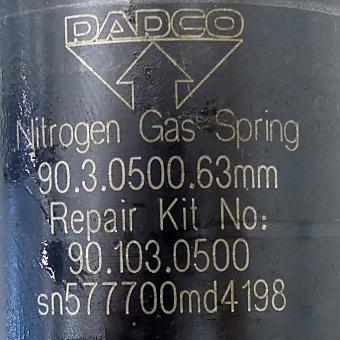 DADCO
Nitrogen Gas Spring
90.3.0500.63mm
Repair Kit No:
90.103.0500
sn577700md4198